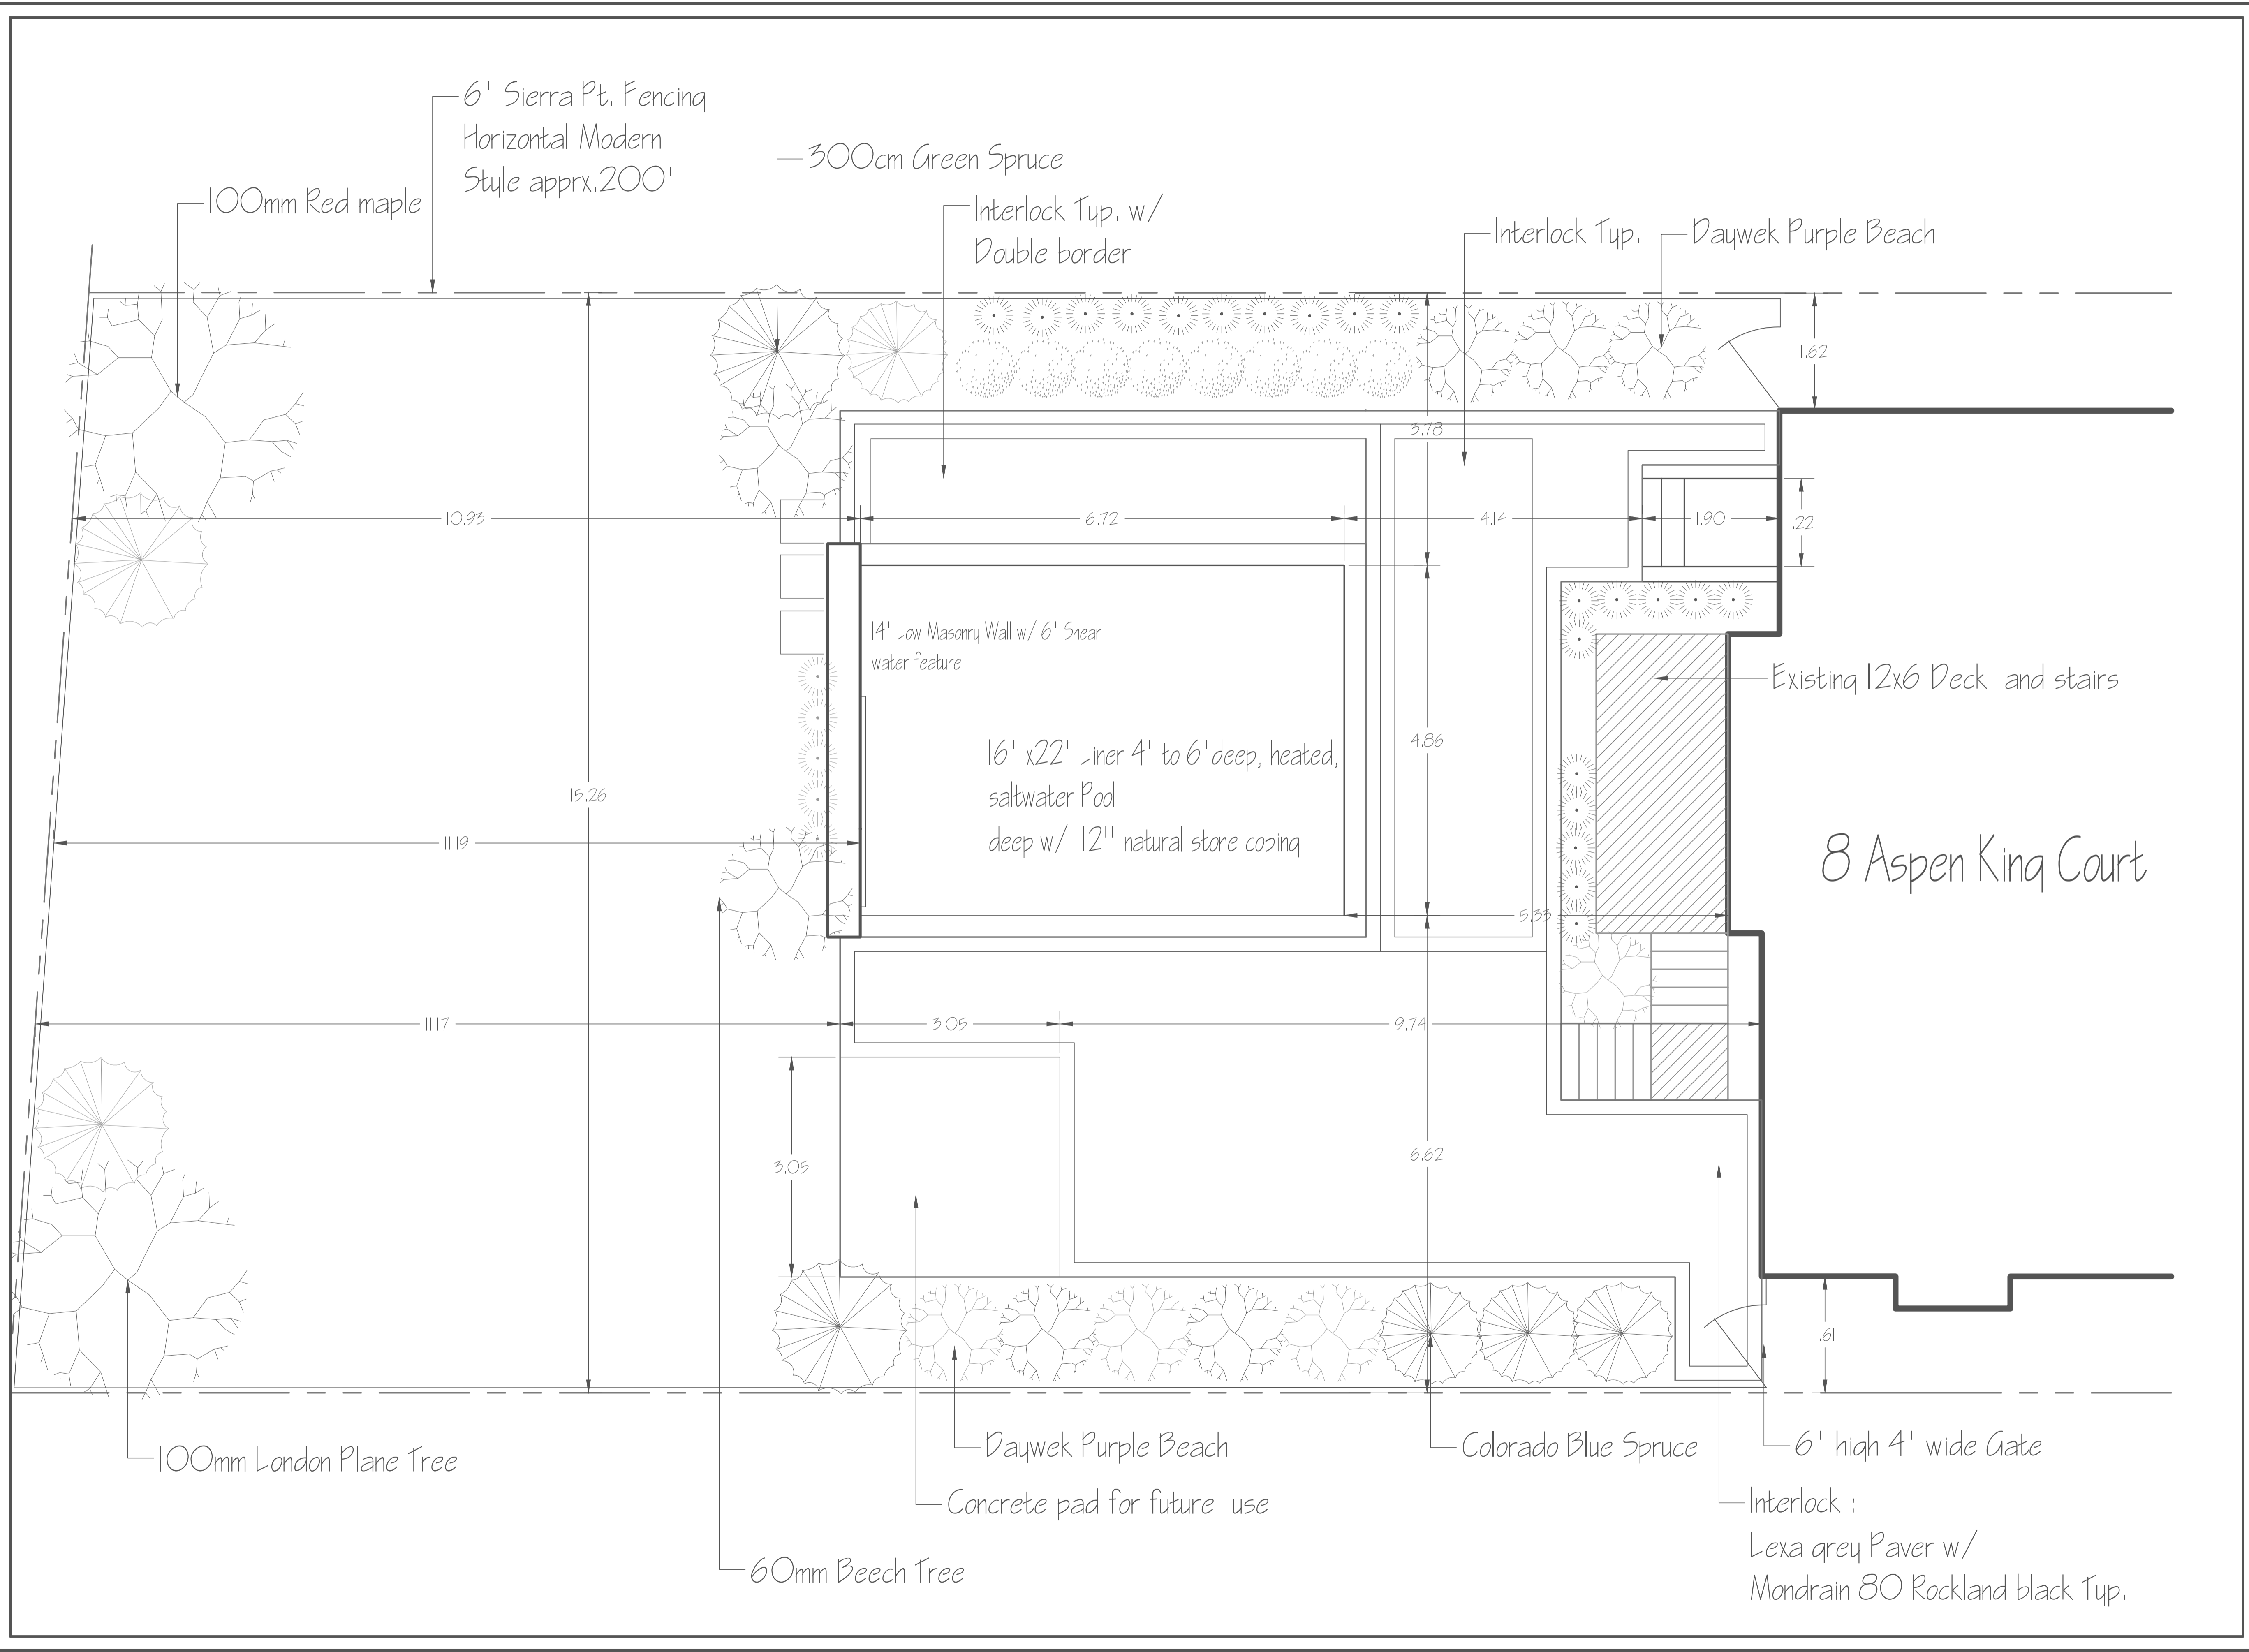 6' Sierra Pt. Fencing
Horizontal Modern
Style apprx.200'
300cm Green Spruce
100mm Red maple
Interlock Typ. w/
Double border
Interlock Typ.
Daywek Purple Beach
1.62
3.78
10.93
6.72
4.14
1.90
1.22
14' Low Masonry Wall w/ 6' Shear
water feature
Existing 12x6 Deck and stairs
16' x22' Liner 4' to 6'deep, heated,
saltwater Pool
deep w/ 12" natural stone coping
4.86
15.26
11.19
8 Aspen King Court
5.33
11.17
3.05
9.74
3.05
6.62
1.61
100mm London Plane Tree
Daywek Purple Beach
Colorado Blue Spruce
6' high 4' wide Gate
Concrete pad for future use
Interlock :
Lexa grey Paver w/
Mondrain 80 Rockland black Typ.
60mm Beech Tree